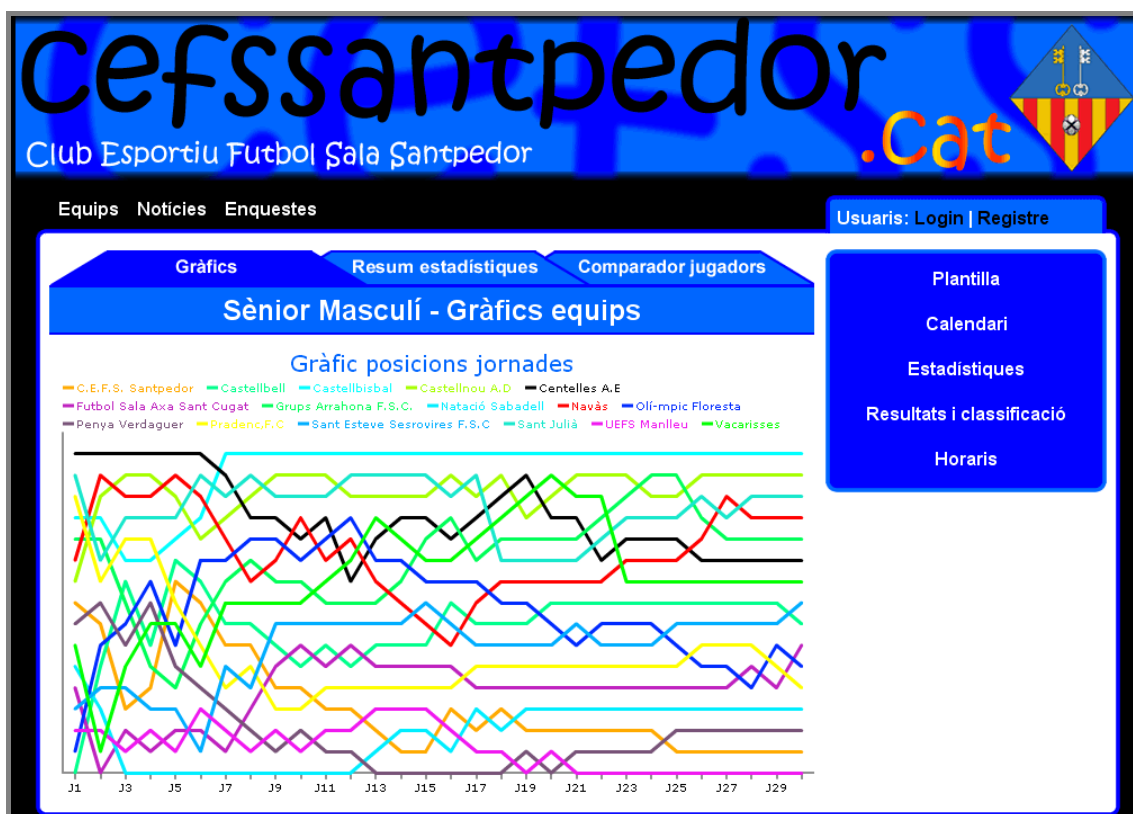 cefssantpedor
.cat
Club Esportiu Futbol Sala Santpedor
Equips Notícies Enquestes
Usuaris: Login | Registre
Gràfics Resum estadístiques Comparador jugadors
Sènior Masculí - Gràfics equips
Plantilla
Calendari
Estadístiques
Resultats i classificació
Horaris
Gràfic posicions jornades
C.E.F.S. Santpedor Castellbell Castellbisbal Castellnou A.D Centelles A.E
Futbol Sala Axa Sant Cugat Grups Arrahona F.S.C. Natació Sabadell Navàs Olí-mpic Floresta
Penya Verdaguer Pradenc.F.C Sant Esteve Sesrovires F.S.C Sant Julià UEFS Manlleu Vacarisses
J1 J3 J5 J7 J9 J11 J13 J15 J17 J19 J21 J23 J25 J27 J29